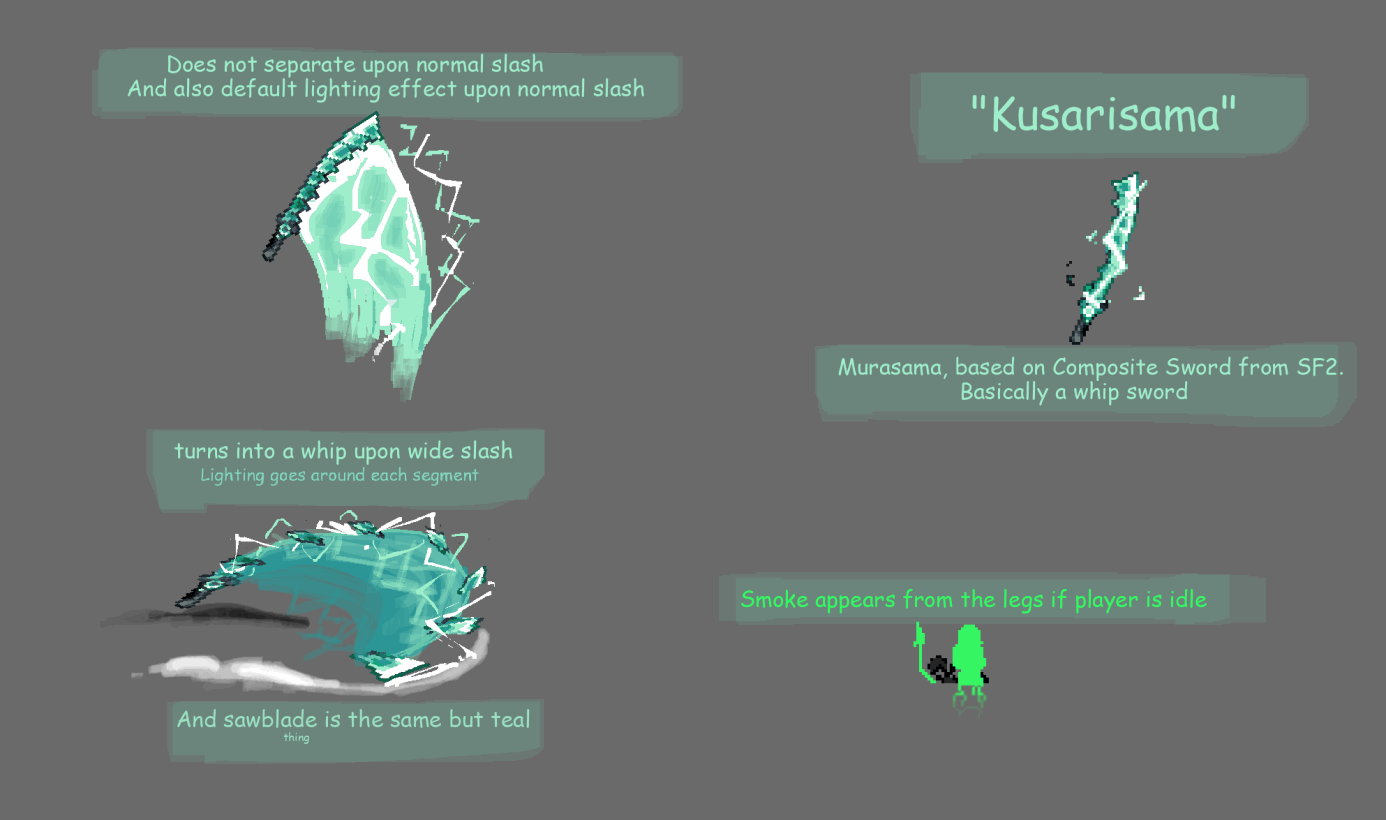 Does not separate upon normal slash
And also default lighting effect upon normal slash
"Kusarisama"
Murasama, based on Composite Sword from SF2.
Basically a whip sword
turns into a whip upon wide slash
Lighting goes around each segment
Smoke appears from the legs if player is idle
And sawblade is the same but teal
thing